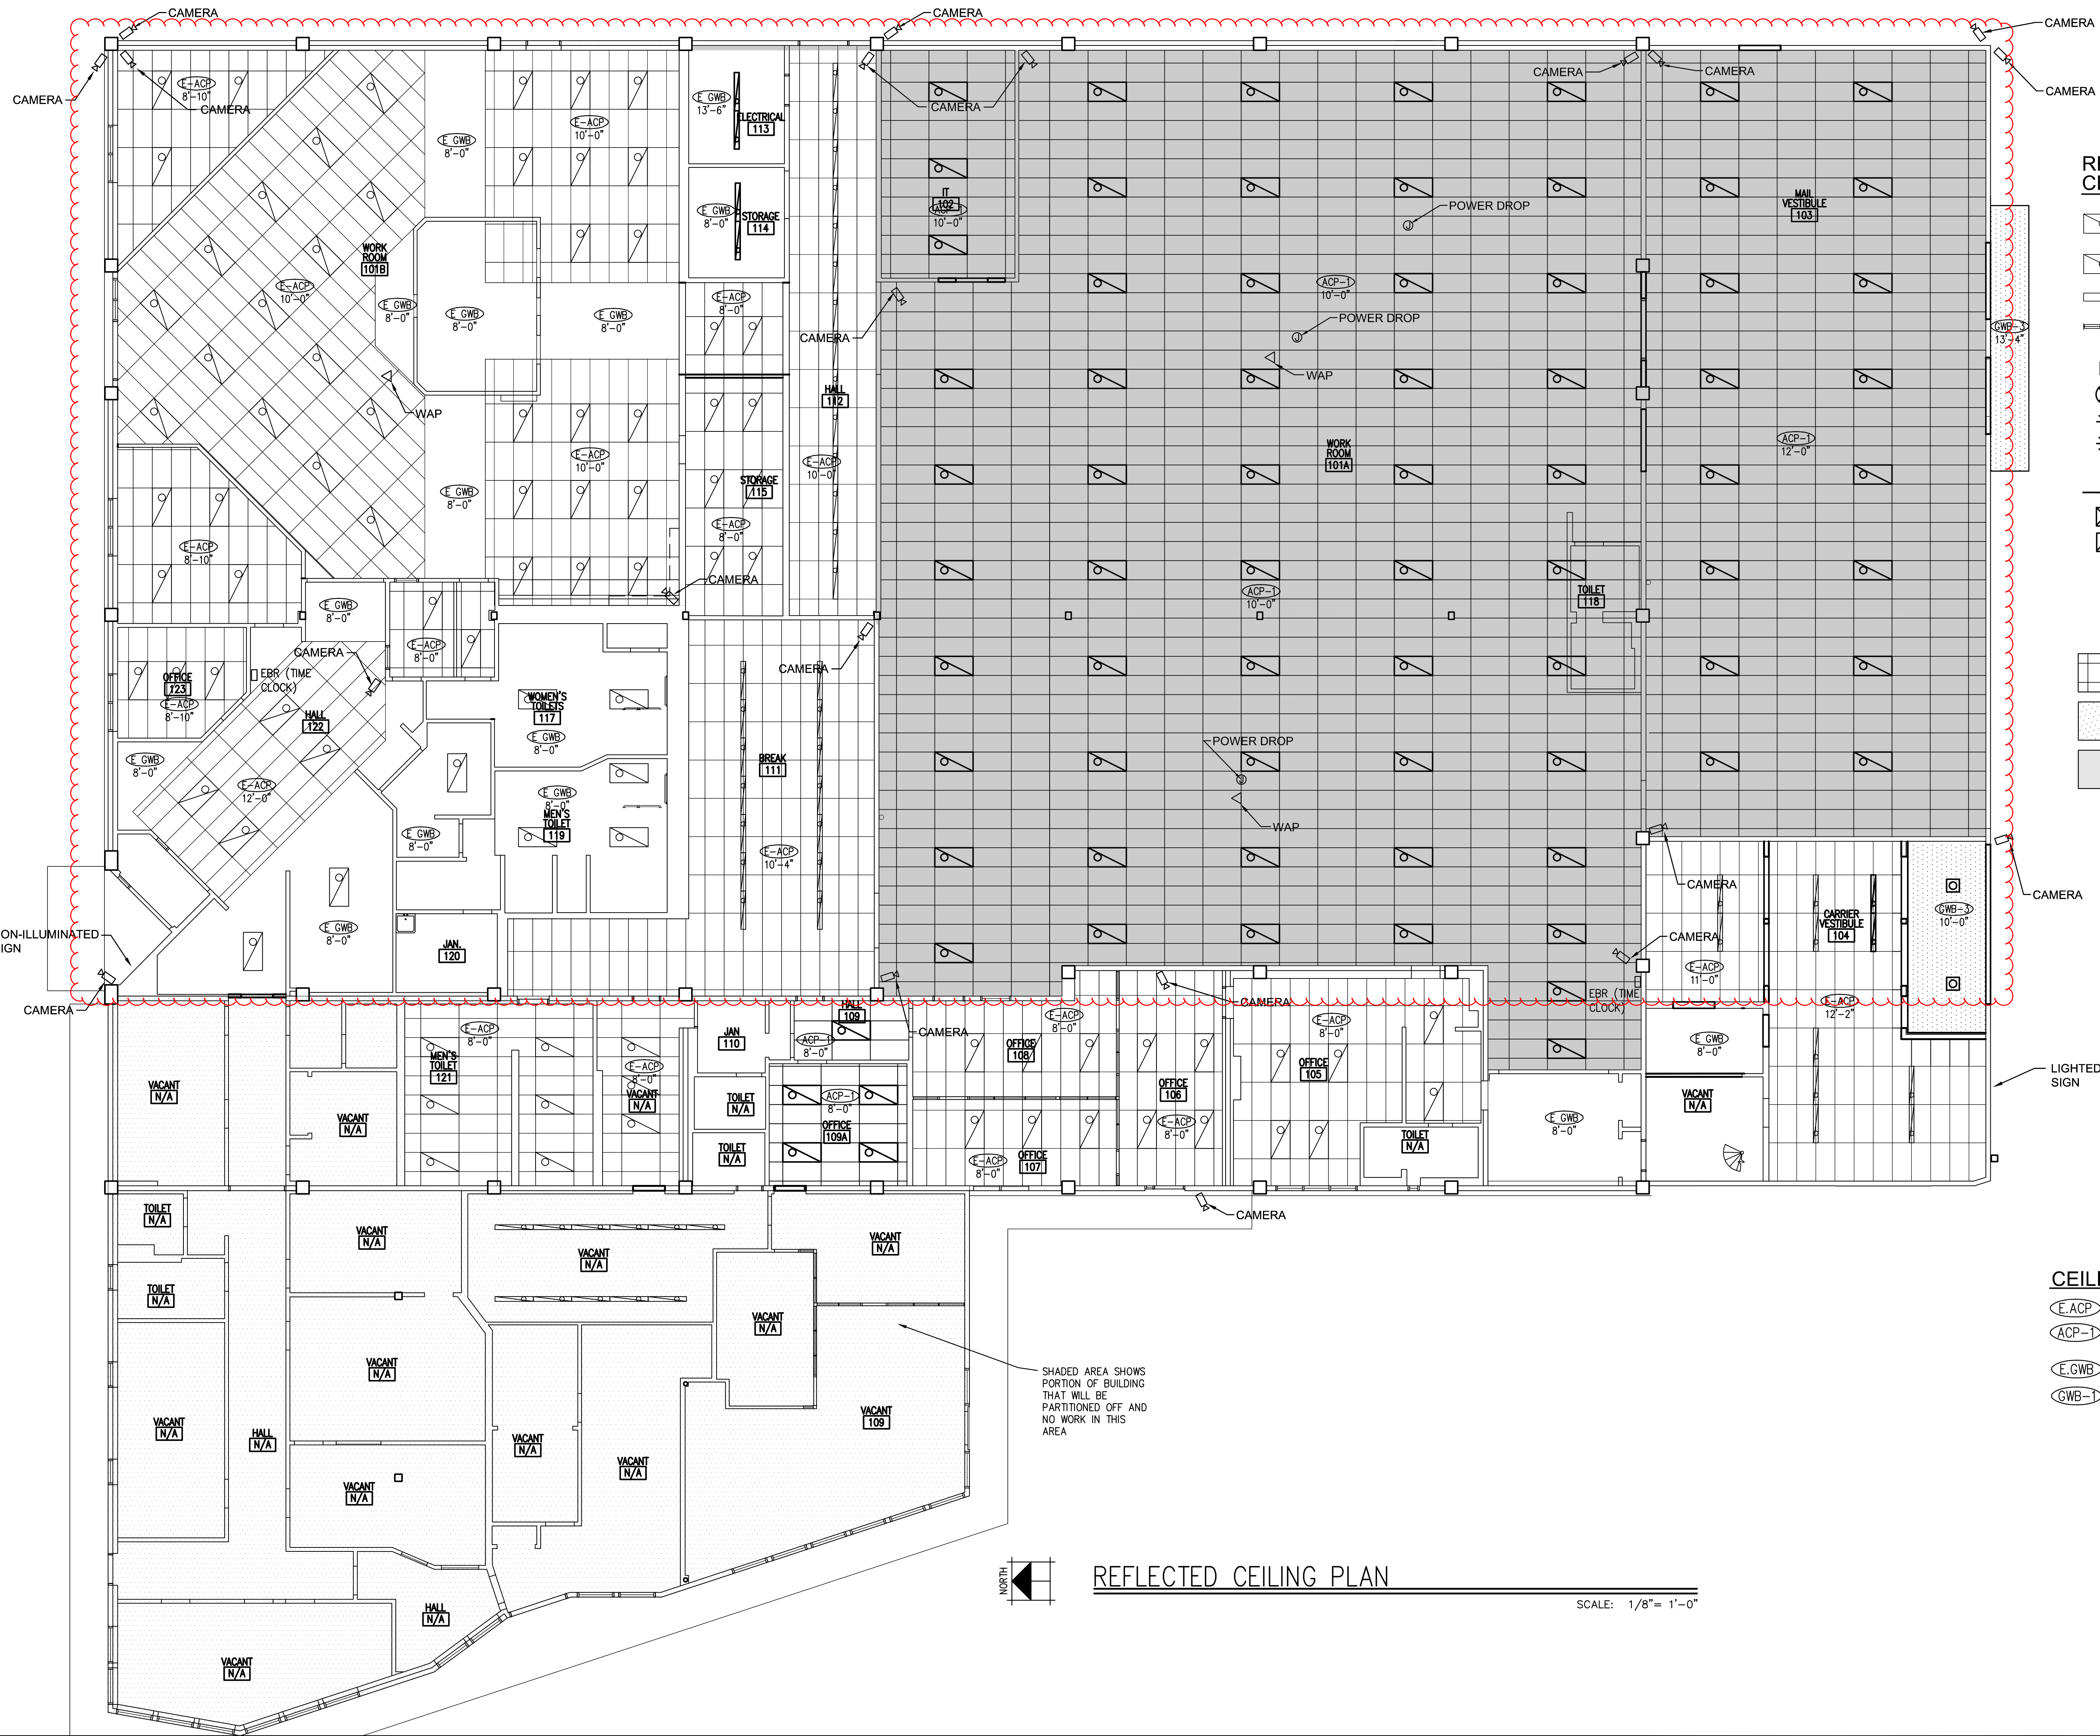 CAMERA
CAMERA
CAMERA
CAMERA
CAMERA
CAMERA
CAMERA
CAMERA
CAMERA
CAMERA
E-ACP
8'-10"
E GWB
13'-6"
ELECTRICAL
113
E-ACP
10'-0"
E GWB
8'-0"
IT
102
ACP-1
10'-0"
MAIL
VESTIBULE
103
POWER DROP
E GWB
8'-0"
STORAGE
114
WORK
ROOM
101B
E-ACP
10'-0"
E GWB
8'-0"
E GWB
8'-0"
E GWB
8'-0"
E-ACP
8'-0"
ACP-1
10'-0"
POWER DROP
GWB-3
13'-4"
CAMERA
WAP
WAP
HALL
112
WORK
ROOM
101A
ACP-1
12'-0"
E-ACP
10'-0"
E-ACP
10'-0"
E GWB
8'-0"
STORAGE
115
E-ACP
8'-0"
E-ACP
8'-10"
CAMERA
ACP-1
10'-0"
TOILET
118
E GWB
8'-0"
E-ACP
8'-0"
CAMERA
CAMERA
OFFICE
123
E-ACP
8'-10"
EBR (TIME
CLOCK)
HALL
122
WOMEN'S
TOILETS
117
E GWB
8'-0"
POWER DROP
E GWB
8'-0"
BREAK
111
E-ACP
12'-0"
E GWB
8'-0"
MEN'S
TOILET
119
WAP
E GWB
8'-0"
E-ACP
10'-4"
CAMERA
CAMERA
CARRIER
VESTIBULE
104
GWB-3
10'-0"
ON-ILLUMINATED
IGN
E GWB
8'-0"
JAN.
120
CAMERA
E-ACP
11'-0"
EBR (TIME
CLOCK)
E-ACP
12'-2"
CAMERA
CAMERA
CAMERA
HALL
109
ACP-1
8'-0"
E-ACP
8'-0"
E-ACP
8'-0"
E-ACP
8'-0"
JAN
110
OFFICE
108
E GWB
8'-0"
MEN'S
TOILET
121
E-ACP
8'-0"
VACANT
N/A
OFFICE
105
OFFICE
106
LIGHTED
SIGN
VACANT
N/A
VACANT
N/A
TOILET
N/A
ACP-1
8'-0"
OFFICE
109A
VACANT
N/A
E-ACP
8'-0"
E GWB
8'-0"
TOILET
N/A
TOILET
N/A
E-ACP
8'-0"
OFFICE
107
CAMERA
TOILET
N/A
VACANT
N/A
VACANT
N/A
VACANT
N/A
TOILET
N/A
VACANT
N/A
VACANT
N/A
SHADED AREA SHOWS
PORTION OF BUILDING
THAT WILL BE
PARTITIONED OFF AND
NO WORK IN THIS
AREA
VACANT
N/A
HALL
N/A
VACANT
N/A
VACANT
109
VACANT
N/A
VACANT
N/A
HALL
N/A
VACANT
N/A
CEIL
E.ACP
ACP-1
E.GWB
GWB-1
NORTH
REFLECTED CEILING PLAN
SCALE: 1/8"= 1'-0"